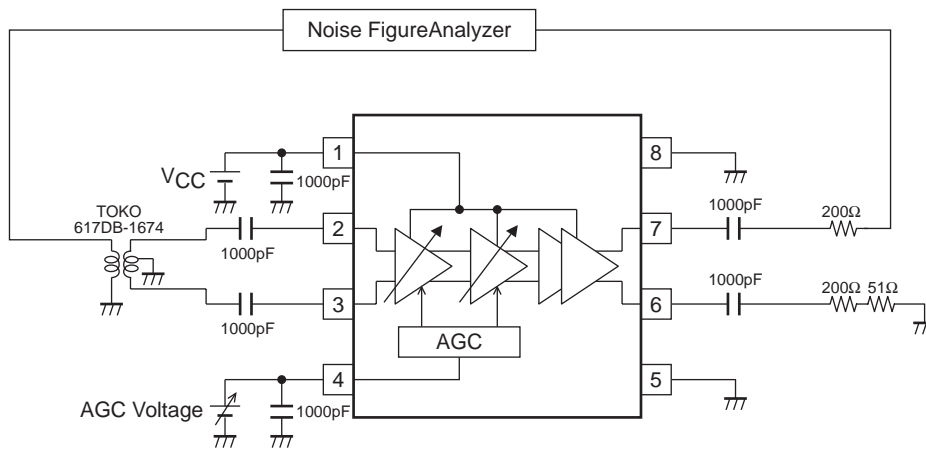 Noise FigureAnalyzer
1
8
VCC
1000pF
1000pF
200Ω
TOKO
617DB-1674
2
7
1000pF
1000pF
200Ω 51Ω
3
6
1000pF
AGC
4
5
AGC Voltage
1000pF